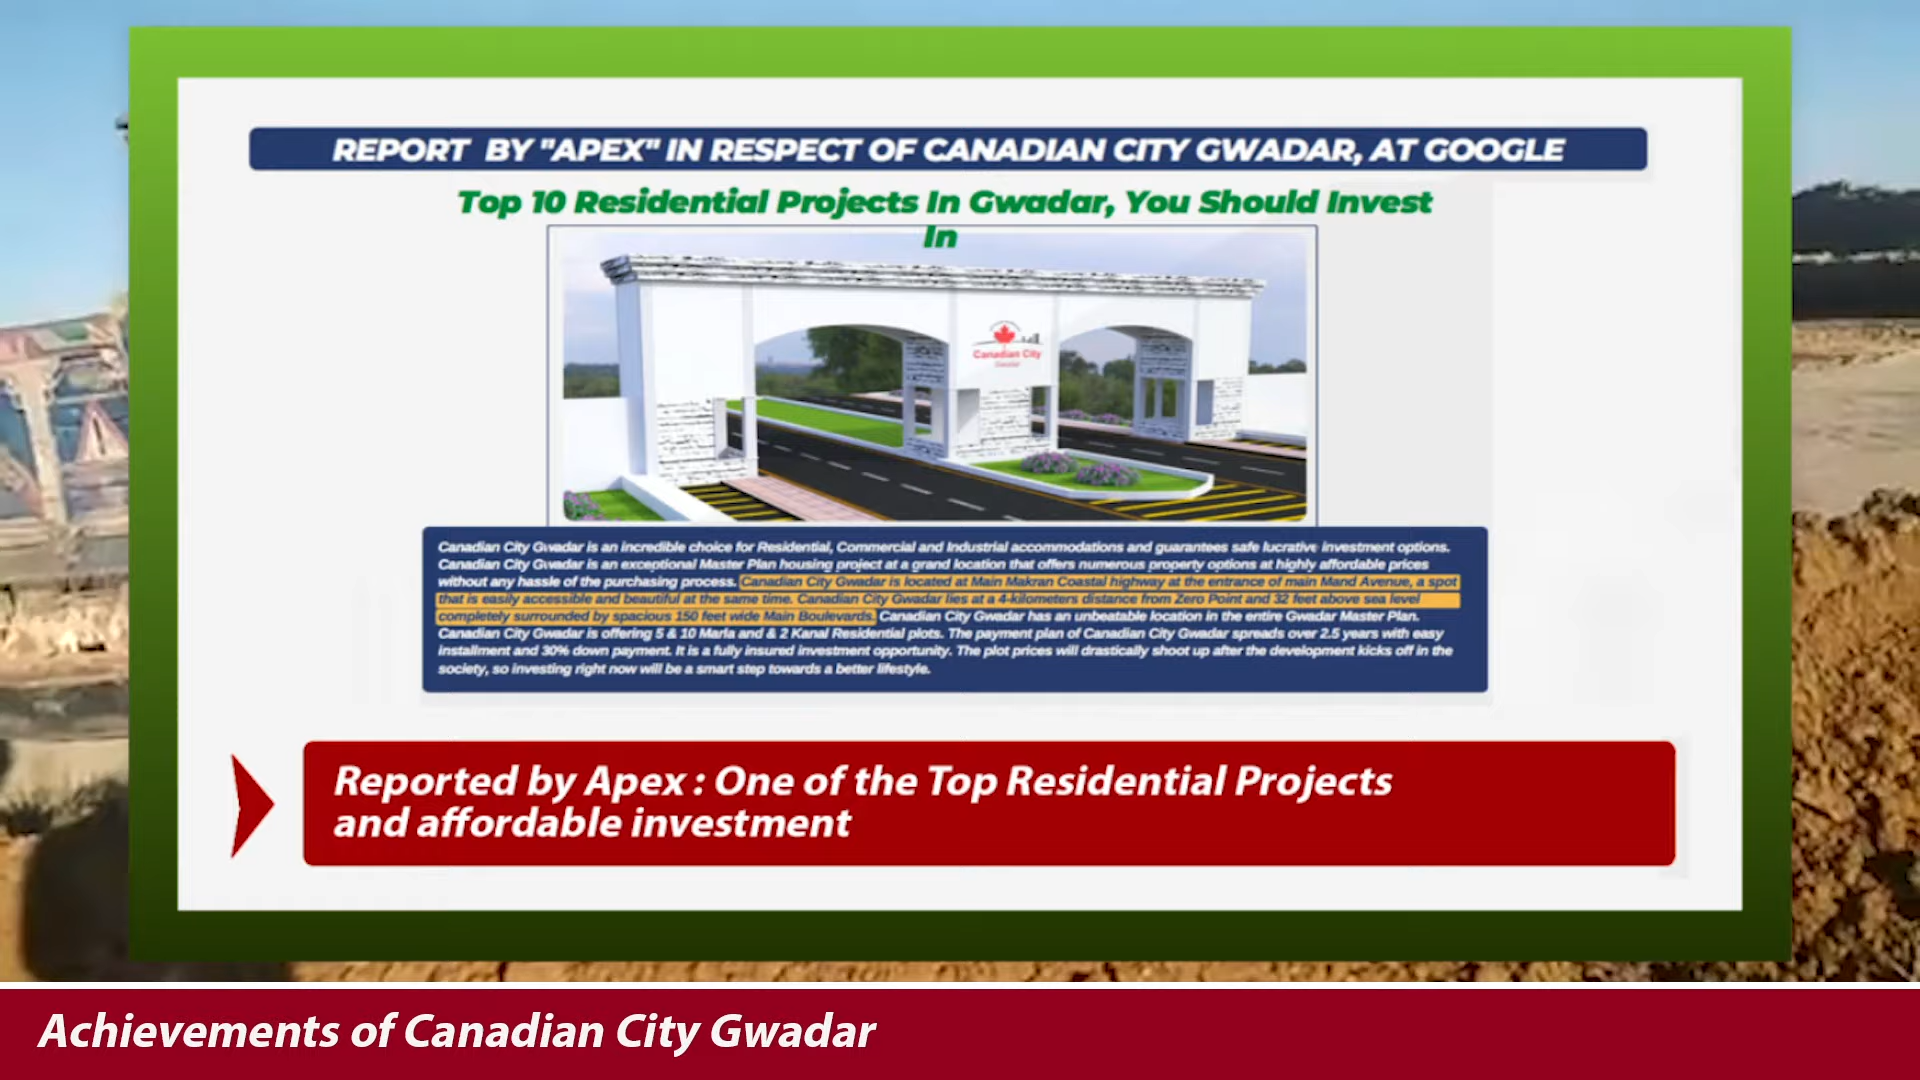 REPORT BY "APEX" IN RESPECT OF CANADIAN CITY GWADAR, AT GOOGLE
Top 10 Residential Projects In Gwadar, You Should Invest
In
Canadian City
Gwadar
Canadian City Gwadar is an incredible choice for Residential, Commercial and Industrial accommodations and guarantees safe lucrative investment options.
Canadian City Gwadar is an exceptional Master Plan housing project at a grand location that offers numerous property options at highly affordable prices
without any hassle of the purchasing process. Canadian City Gwadar is located at Main Makran Coastal highway at the entrance of main Mand Avenue, a spot
that is easily accessible and beautiful at the same time. Canadian City Gwadar lies at a 4-kilometers distance from Zero Point and 32 feet above sea level
completely surrounded by spacious 150 feet wide Main Boulevards. Canadian City Gwadar has an unbeatable location in the entire Gwadar Master Plan.
Canadian City Gwadar is offering 5 & 10 Marla and & 2 Kanal Residential plots. The payment plan of Canadian City Gwadar spreads over 2.5 years with easy
installment and 30% down payment. It is a fully insured investment opportunity. The plot prices will drastically shoot up after the development kicks off in the
society, so investing right now will be a smart step towards a better lifestyle.
Reported by Apex : One of the Top Residential Projects
and affordable investment
Achievements of Canadian City Gwadar